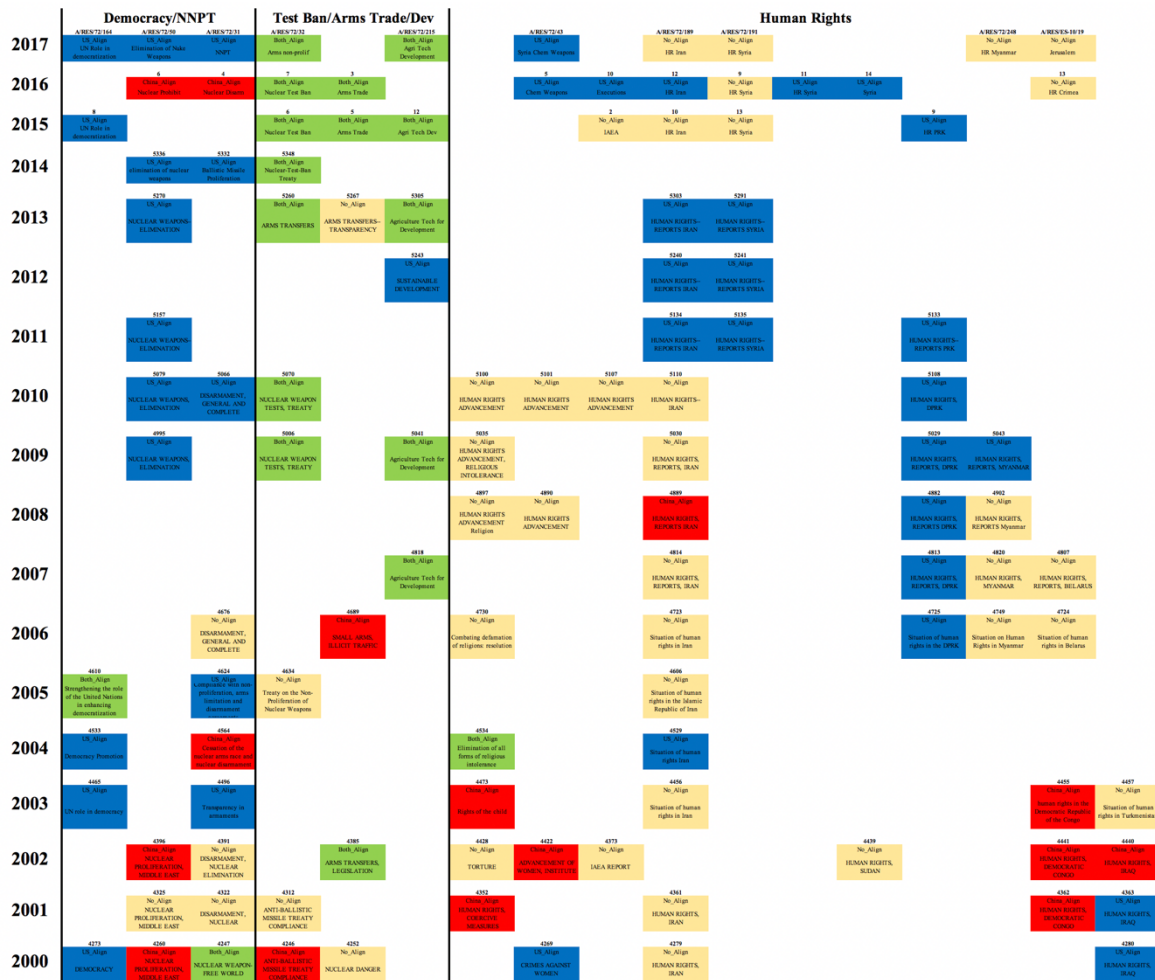 Democracy/NNPT Test Ban/Arms Trade/Dev Human Rights
2017
A/RES/72/164 A/RES/72/50 A/RES/72/31 A/RES/72/32 A/RES/72/215 A/RES/72/43 A/RES/72/189 A/RES/72/191 A/RES/72/248 A/RES/ES-10/19
US_Align US_Align US_Align Both_Align Both_Align US_Align No_Align No_Align No_Align No_Align
UN Role in democratization Elimination of Nuke Weapons NNPT Arms non-prolif Agri Tech Development Syria Chem Weapons HR Iran HR Syria HR Myanmar Jerusalem
2016
6 4 7 3 5 10 12 9 11 14 13
China_Align China_Align Both_Align Both_Align US_Align US_Align US_Align No_Align US_Align US_Align No_Align
Nuclear Prohibit Nuclear Disarm Nuclear Test Ban Arms Trade Chem Weapons Executions HR Iran HR Syria HR Syria Syria HR Crimea
2015
8 6 5 12 2 10 13 9
US_Align Both_Align Both_Align Both_Align No_Align No_Align No_Align US_Align
UN Role in democratization Nuclear Test Ban Arms Trade Agri Tech Dev IAEA HR Iran HR Syria HR PRK
2014
5336 5332 5348
US_Align US_Align Both_Align
elimination of nuclear weapons Ballistic Missile Proliferation Nuclear-Test-Ban Treaty
2013
5270 5260 5267 5305 5303 5291
US_Align Both_Align No_Align Both_Align US_Align US_Align
NUCLEAR WEAPONS--ELIMINATION ARMS TRANSFERS ARMS TRANSFERS--TRANSPARENCY Agriculture Tech for Development HUMAN RIGHTS--REPORTS IRAN HUMAN RIGHTS--REPORTS SYRIA
2012
5243 5240 5241
US_Align US_Align US_Align
SUSTAINABLE DEVELOPMENT HUMAN RIGHTS--REPORTS IRAN HUMAN RIGHTS--REPORTS SYRIA
2011
5157 5134 5135 5133
US_Align US_Align US_Align US_Align
NUCLEAR WEAPONS--ELIMINATION HUMAN RIGHTS--REPORTS IRAN HUMAN RIGHTS--REPORTS SYRIA HUMAN RIGHTS--REPORTS PRK
2010
5079 5066 5070 5100 5101 5107 5110 5108
US_Align US_Align Both_Align No_Align No_Align No_Align No_Align US_Align
NUCLEAR WEAPONS, ELIMINATION DISARMAMENT, GENERAL AND COMPLETE NUCLEAR WEAPON TESTS, TREATY HUMAN RIGHTS ADVANCEMENT HUMAN RIGHTS ADVANCEMENT HUMAN RIGHTS ADVANCEMENT HUMAN RIGHTS--IRAN HUMAN RIGHTS, DPRK
2009
4995 5006 5041 5035 5030 5029 5043
US_Align Both_Align Both_Align No_Align No_Align US_Align US_Align
NUCLEAR WEAPONS, ELIMINATION NUCLEAR WEAPON TESTS, TREATY Agriculture Tech for Development HUMAN RIGHTS ADVANCEMENT, RELIGIOUS INTOLERANCE HUMAN RIGHTS, REPORTS, IRAN HUMAN RIGHTS, REPORTS, DPRK HUMAN RIGHTS, REPORTS, MYANMAR
2008
4897 4890 4889 4882 4902
No_Align No_Align China_Align US_Align No_Align
HUMAN RIGHTS ADVANCEMENT Religion HUMAN RIGHTS ADVANCEMENT HUMAN RIGHTS, REPORTS IRAN HUMAN RIGHTS, REPORTS DPRK HUMAN RIGHTS, REPORTS Myanmar
2007
4818 4814 4813 4820 4807
Both_Align No_Align US_Align No_Align No_Align
Agriculture Tech for Development HUMAN RIGHTS, REPORTS, IRAN HUMAN RIGHTS, REPORTS, DPRK HUMAN RIGHTS, MYANMAR HUMAN RIGHTS, REPORTS, BELARUS
2006
4676 4689 4730 4723 4725 4749 4724
No_Align China_Align No_Align No_Align US_Align No_Align No_Align
DISARMAMENT, GENERAL AND COMPLETE SMALL ARMS, ILLICIT TRAFFIC Combating defamation of religions: resolution Situation of human rights in Iran Situation of human rights in the DPRK Situation on Human Rights in Myanmar Situation of human rights in Belarus
2005
4610 4624 4634 4606
Both_Align US_Align No_Align No_Align
Strengthening the role of the United Nations in enhancing democratization Compliance with non-proliferation, arms limitation and disarmament Treaty on the Non-Proliferation of Nuclear Weapons Situation of human rights in the Islamic Republic of Iran
2004
4533 4564 4534 4529
US_Align China_Align Both_Align US_Align
Democracy Promotion Cessation of the nuclear arms race and nuclear disarmament Elimination of all forms of religious intolerance Situation of human rights Iran
2003
4465 4496 4473 4456 4455 4457
US_Align US_Align China_Align No_Align China_Align No_Align
UN role in democracy Transparency in armaments Rights of the child Situation of human rights in Iran human rights in the Democratic Republic of the Congo Situation of human rights in Turkmenistan
2002
4396 4391 4385 4428 4422 4373 4439 4441 4440
China_Align No_Align Both_Align No_Align China_Align No_Align No_Align China_Align China_Align
NUCLEAR PROLIFERATION, MIDDLE EAST DISARMAMENT, NUCLEAR ELIMINATION ARMS TRANSFERS, LEGISLATION TORTURE ADVANCEMENT OF WOMEN, INSTITUTE IAEA REPORT HUMAN RIGHTS, SUDAN HUMAN RIGHTS, DEMOCRATIC CONGO HUMAN RIGHTS, IRAQ
2001
4325 4322 4312 4352 4361 4362 4363
No_Align No_Align No_Align China_Align No_Align China_Align US_Align
NUCLEAR PROLIFERATION, MIDDLE EAST DISARMAMENT, NUCLEAR ANTI-BALLISTIC MISSILE TREATY COMPLIANCE HUMAN RIGHTS, COERCIVE MEASURES HUMAN RIGHTS, IRAN HUMAN RIGHTS, DEMOCRATIC CONGO HUMAN RIGHTS, IRAQ
2000
4273 4260 4247 4246 4252 4269 4279 4280
US_Align China_Align Both_Align China_Align No_Align US_Align No_Align US_Align
DEMOCRACY NUCLEAR PROLIFERATION, MIDDLE EAST NUCLEAR WEAPON-FREE WORLD ANTI-BALLISTIC MISSILE TREATY COMPLIANCE NUCLEAR DANGER CRIMES AGAINST WOMEN HUMAN RIGHTS, IRAN HUMAN RIGHTS, IRAQ